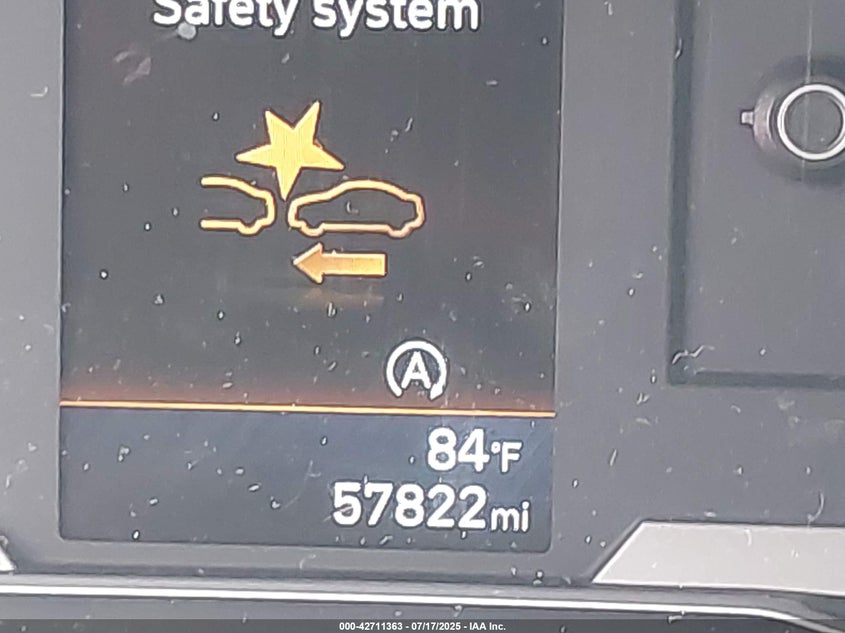 Safety system
A
84°F
57822mi
000-42711363 - 07/17/2025 - IAA Inc.